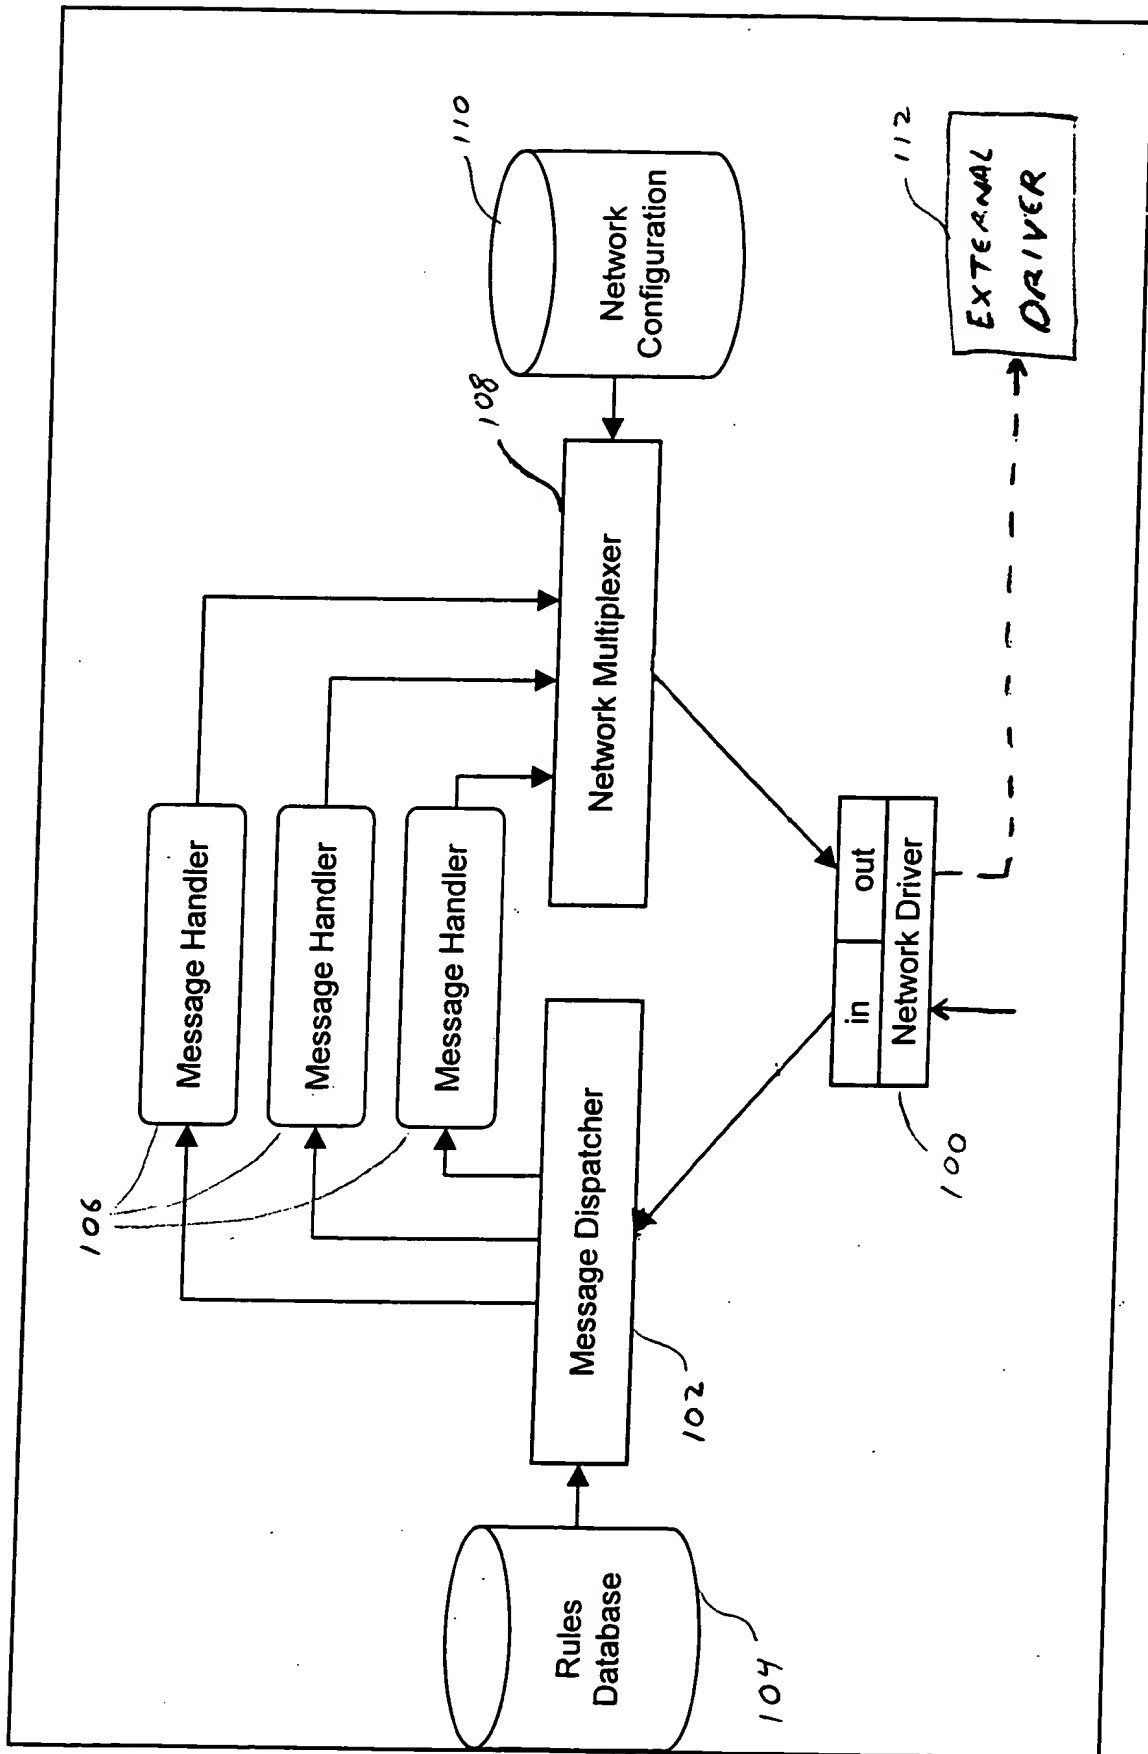 106
Message Handler
Message Handler
Message Handler
110
Network
Configuration
108
Network Multiplexer
Rules
Database
104
Message Dispatcher
102
in
out
Network Driver
100
112
EXTERNAL
DRIVER